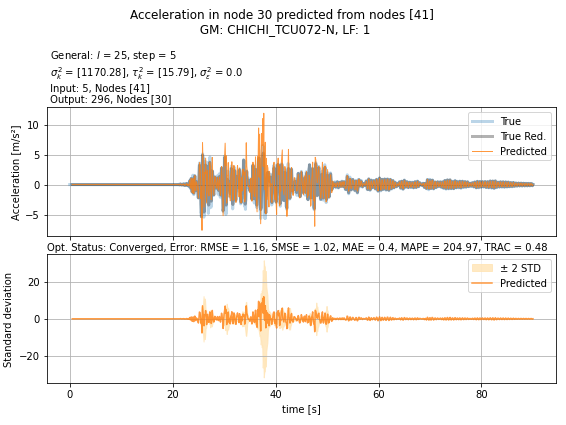 Acceleration in node 30 predicted from nodes [41]
GM: CHICHI_TCU072-N, LF: 1
General: l = 25, step = 5
σ²ₖ = [1170.28], τ²ₖ = [15.79], σ²ε = 0.0
Input: 5, Nodes [41]
Output: 296, Nodes [30]
Acceleration [m/s²]
10
5
0
−5
True
True Red.
Predicted
Opt. Status: Converged, Error: RMSE = 1.16, SMSE = 1.02, MAE = 0.4, MAPE = 204.97, TRAC = 0.48
Standard deviation
20
0
−20
± 2 STD
Predicted
0 20 40 60 80
time [s]